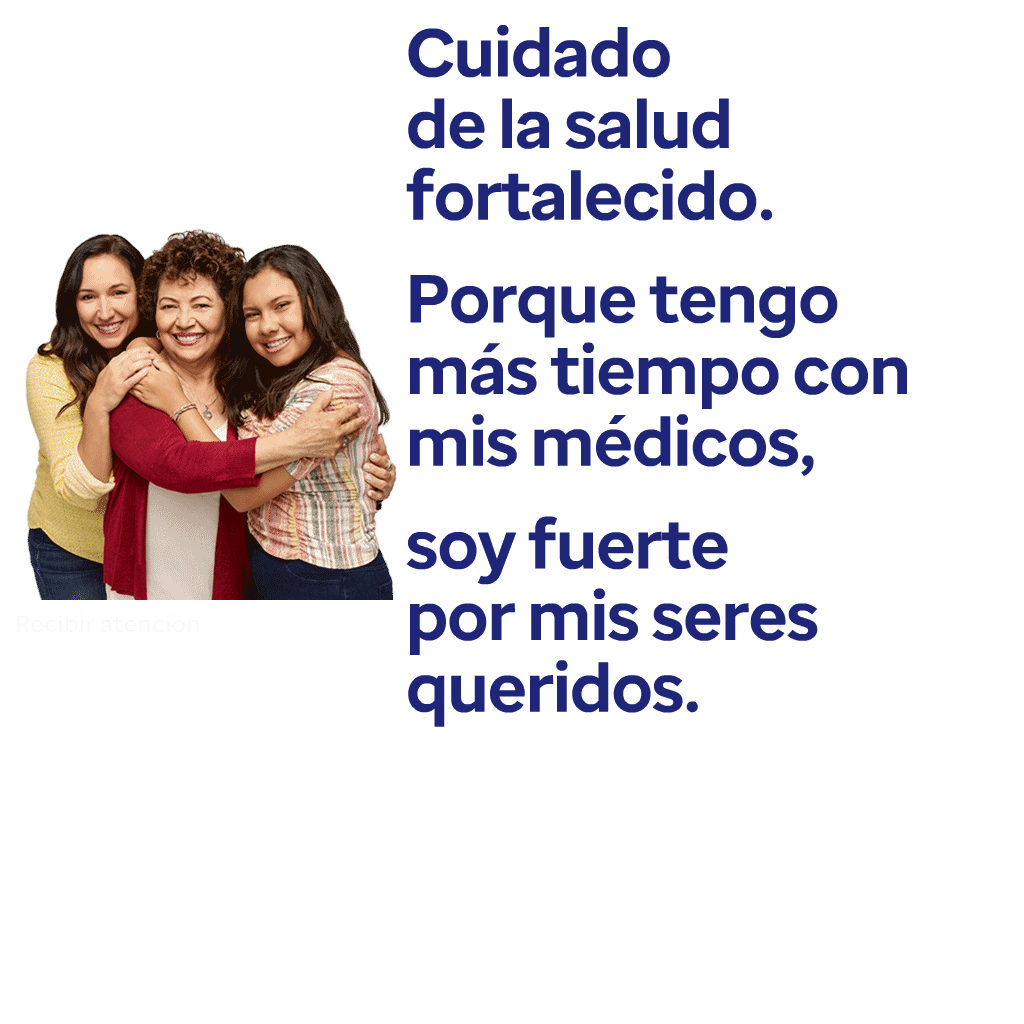 Cuidado
de la salud
fortalecido.
Porque tengo
más tiempo con
mis médicos,
soy fuerte
por mis seres
queridos.
Recibir atención